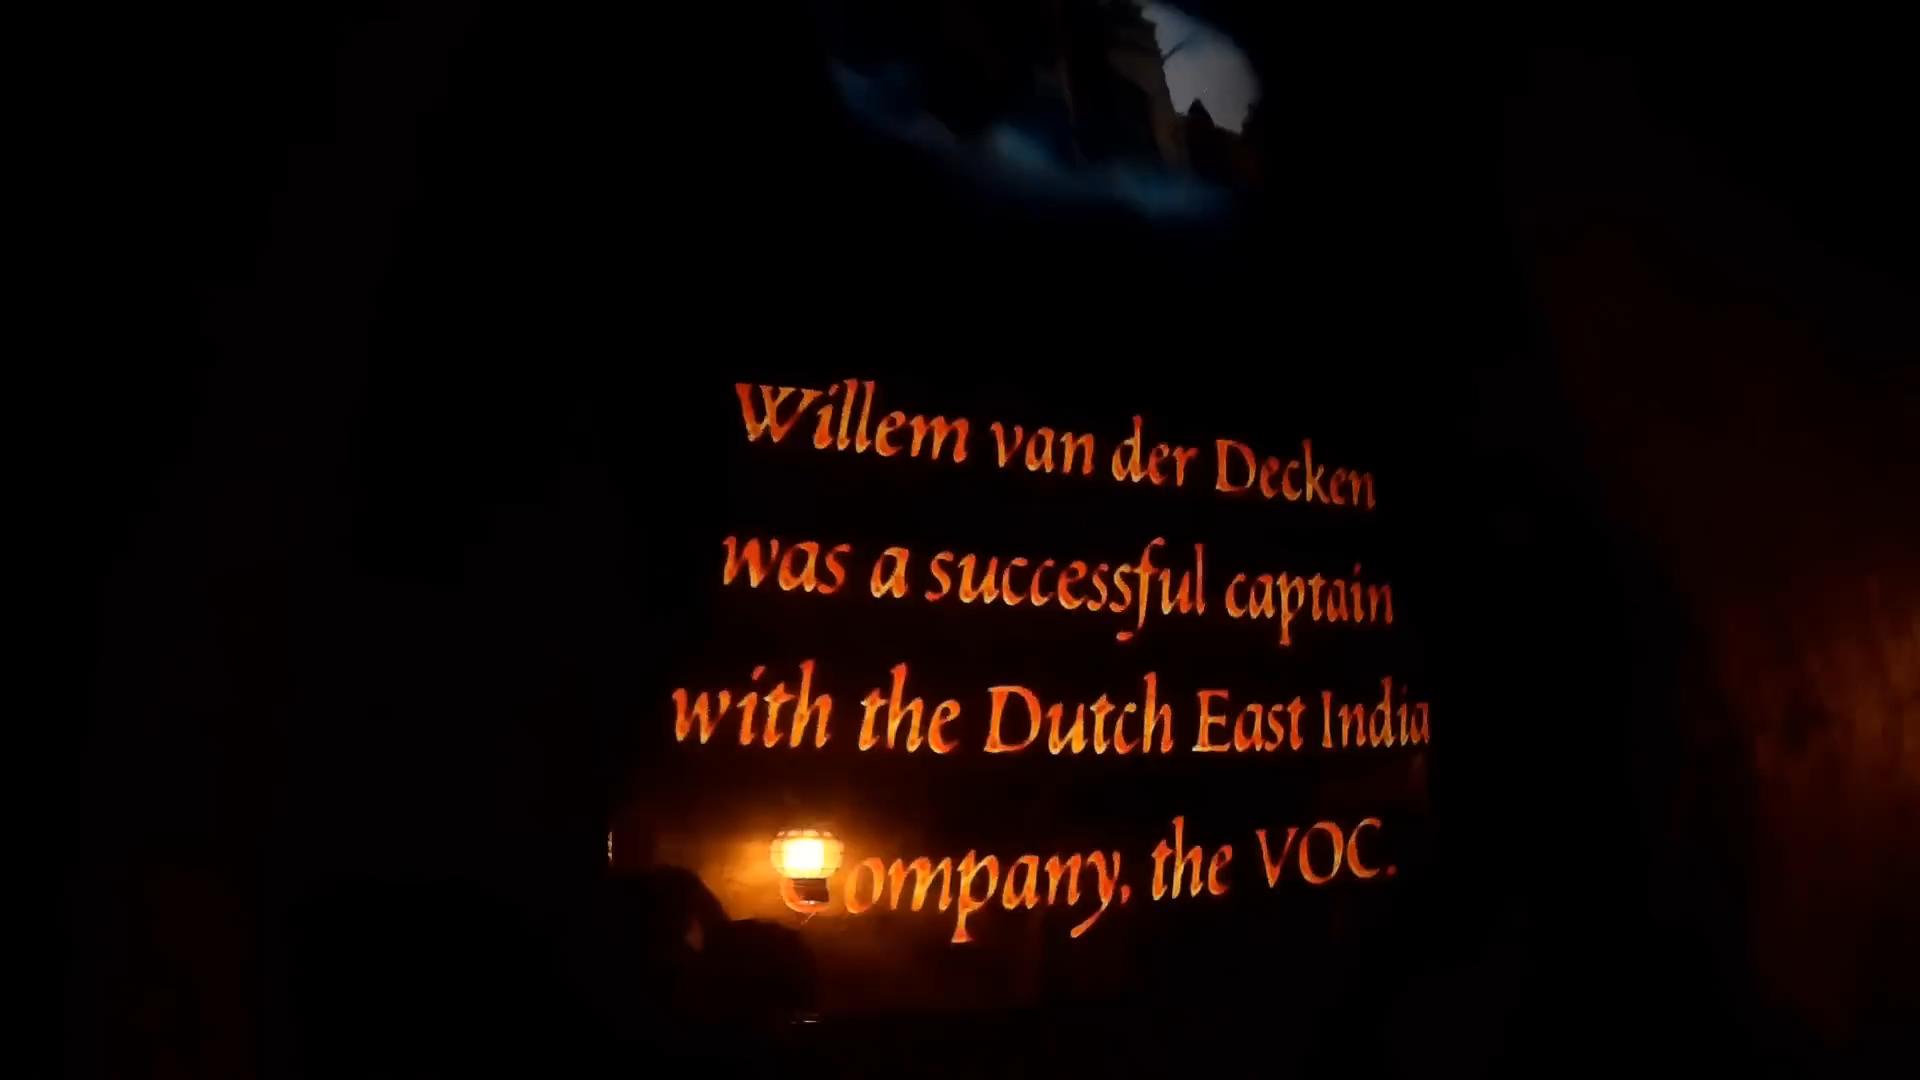 Willem van der Decken
was a successful captain
with the Dutch East India
Company, the VOC.